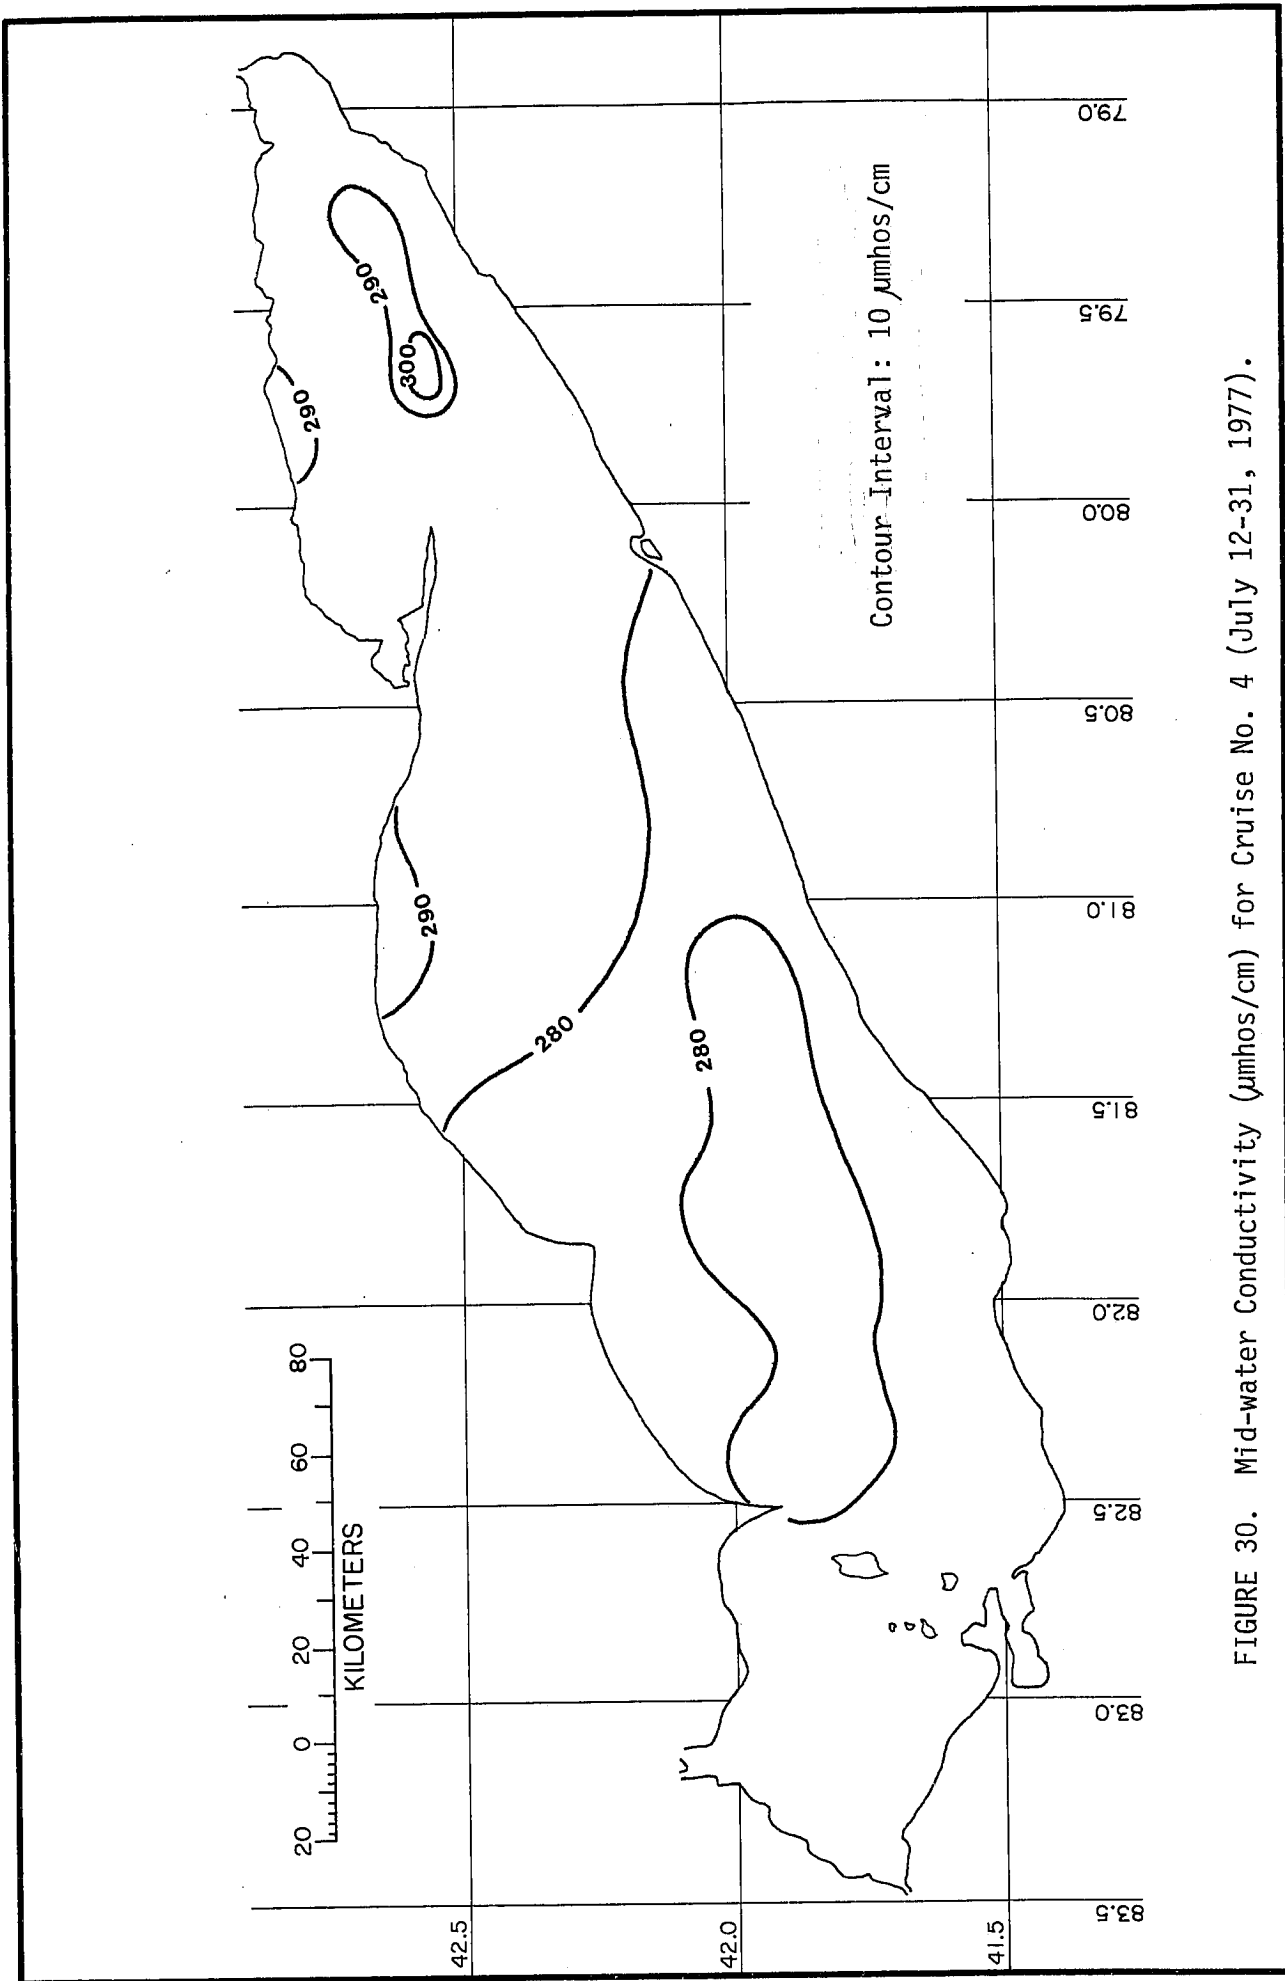 20 0 20 40 60 80
KILOMETERS
290
290
300
290
280
280
42.5
42.0
41.5
83.5 83.0 82.5 82.0 81.5 81.0 80.5 80.0 79.5 79.0
Contour Interval: 10 µmhos/cm
FIGURE 30. Mid-water Conductivity (µmhos/cm) for Cruise No. 4 (July 12-31, 1977).